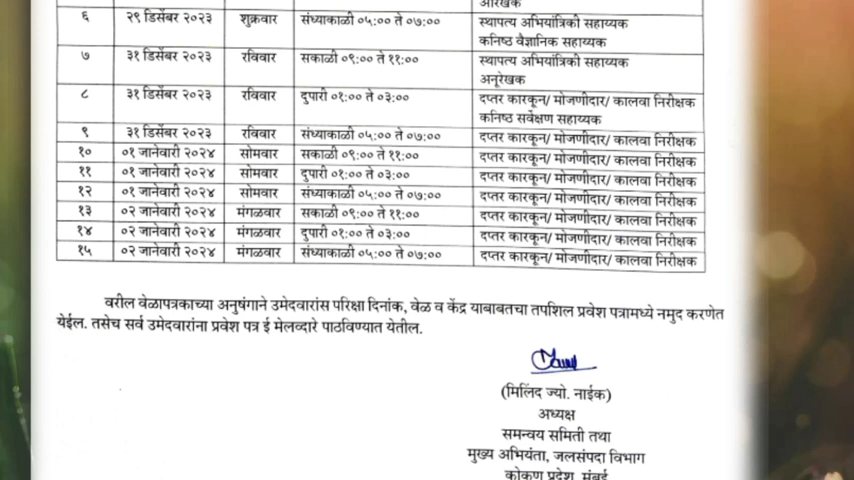 आरेखक
६ २९ डिसेंबर २०२३ शुक्रवार संध्याकाळी ०५:०० ते ०७:०० स्थापत्य अभियांत्रिकी सहाय्यक
कनिष्ठ वैज्ञानिक सहाय्यक
७ ३१ डिसेंबर २०२३ रविवार सकाळी ०९:०० ते ११:०० स्थापत्य अभियांत्रिकी सहाय्यक
अनूरेखक
८ ३१ डिसेंबर २०२३ रविवार दुपारी ०१:०० ते ०३:०० दप्तर कारकून/ मोजणीदार/ कालवा निरीक्षक
कनिष्ठ सर्वेक्षण सहाय्यक
९ ३१ डिसेंबर २०२३ रविवार संध्याकाळी ०५:०० ते ०७:०० दप्तर कारकून/ मोजणीदार/ कालवा निरीक्षक
१० ०१ जानेवारी २०२४ सोमवार सकाळी ०९:०० ते ११:०० दप्तर कारकून/ मोजणीदार/ कालवा निरीक्षक
११ ०१ जानेवारी २०२४ सोमवार दुपारी ०१:०० ते ०३:०० दप्तर कारकून/ मोजणीदार/ कालवा निरीक्षक
१२ ०१ जानेवारी २०२४ सोमवार संध्याकाळी ०५:०० ते ०७:०० दप्तर कारकून/ मोजणीदार/ कालवा निरीक्षक
१३ ०२ जानेवारी २०२४ मंगळवार सकाळी ०९:०० ते ११:०० दप्तर कारकून/ मोजणीदार/ कालवा निरीक्षक
१४ ०२ जानेवारी २०२४ मंगळवार दुपारी ०१:०० ते ०३:०० दप्तर कारकून/ मोजणीदार/ कालवा निरीक्षक
१५ ०२ जानेवारी २०२४ मंगळवार संध्याकाळी ०५:०० ते ०७:०० दप्तर कारकून/ मोजणीदार/ कालवा निरीक्षक
वरील वेळापत्रकाच्या अनुषंगाने उमेदवारांस परिक्षा दिनांक, वेळ व केंद्र याबाबतचा तपशिल प्रवेश पत्रामध्ये नमुद करणेत
येईल. तसेच सर्व उमेदवारांना प्रवेश पत्र ई मेलव्दारे पाठविण्यात येतील.
(मिलिंद ज्यो. नाईक)
अध्यक्ष
समन्वय समिती तथा
मुख्य अभियंता, जलसंपदा विभाग
कोकण प्रदेश, मुंबई